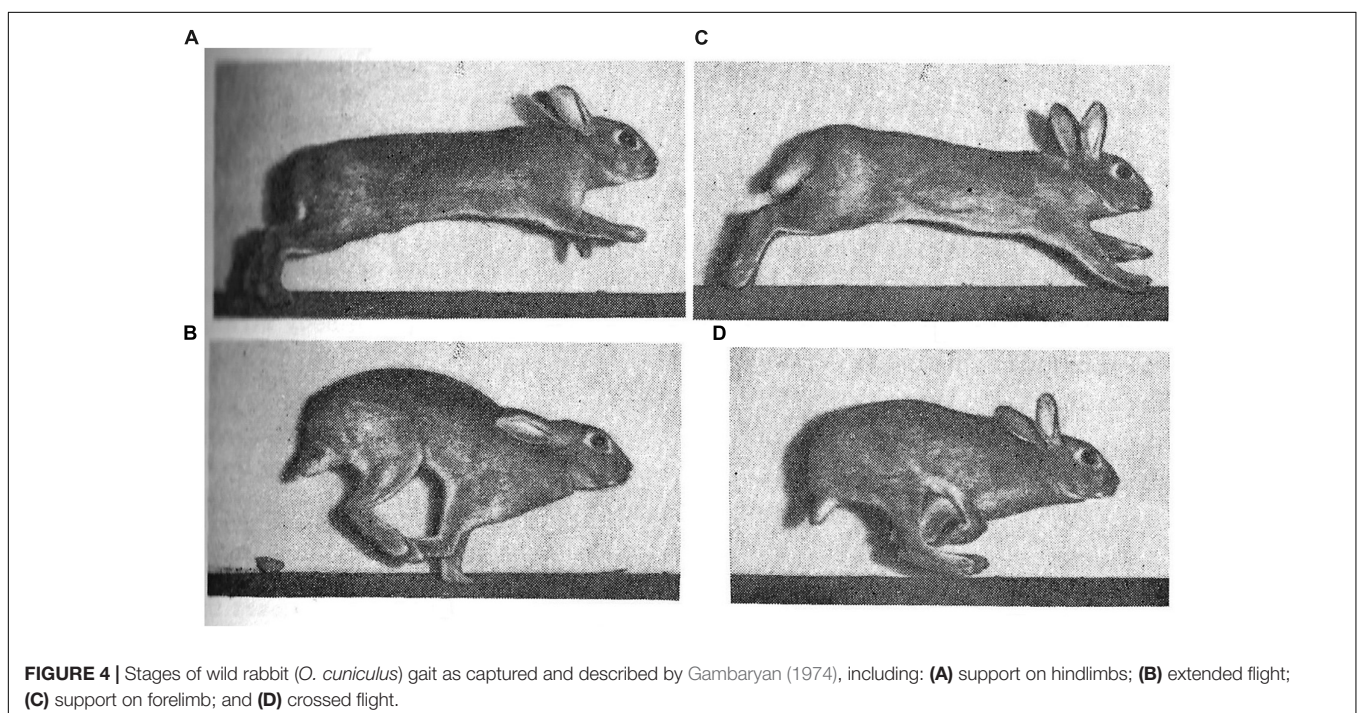 A
C
B
D
FIGURE 4 | Stages of wild rabbit (O. cuniculus) gait as captured and described by Gambaryan (1974), including: (A) support on hindlimbs; (B) extended flight;
(C) support on forelimb; and (D) crossed flight.